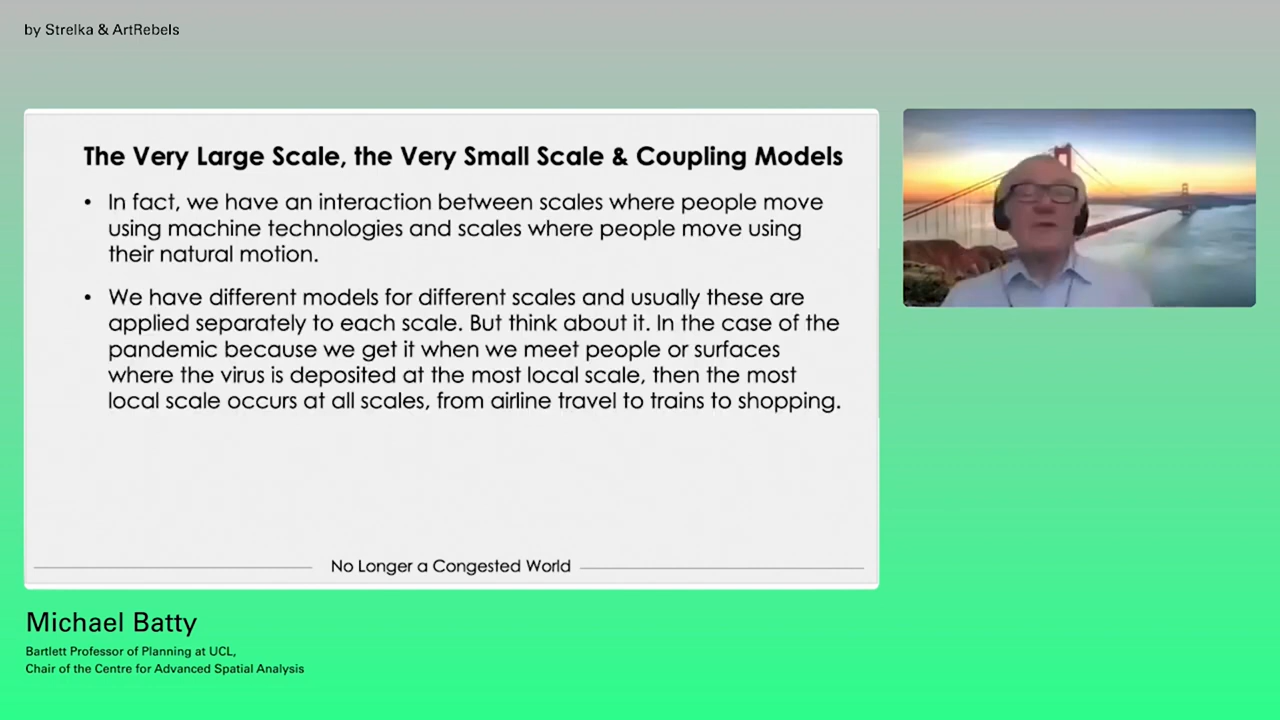 by Strelka & ArtRebels
The Very Large Scale, the Very Small Scale & Coupling Models
• In fact, we have an interaction between scales where people move
using machine technologies and scales where people move using
their natural motion.
• We have different models for different scales and usually these are
applied separately to each scale. But think about it. In the case of the
pandemic because we get it when we meet people or surfaces
where the virus is deposited at the most local scale, then the most
local scale occurs at all scales, from airline travel to trains to shopping.
No Longer a Congested World
Michael Batty
Bartlett Professor of Planning at UCL,
Chair of the Centre for Advanced Spatial Analysis